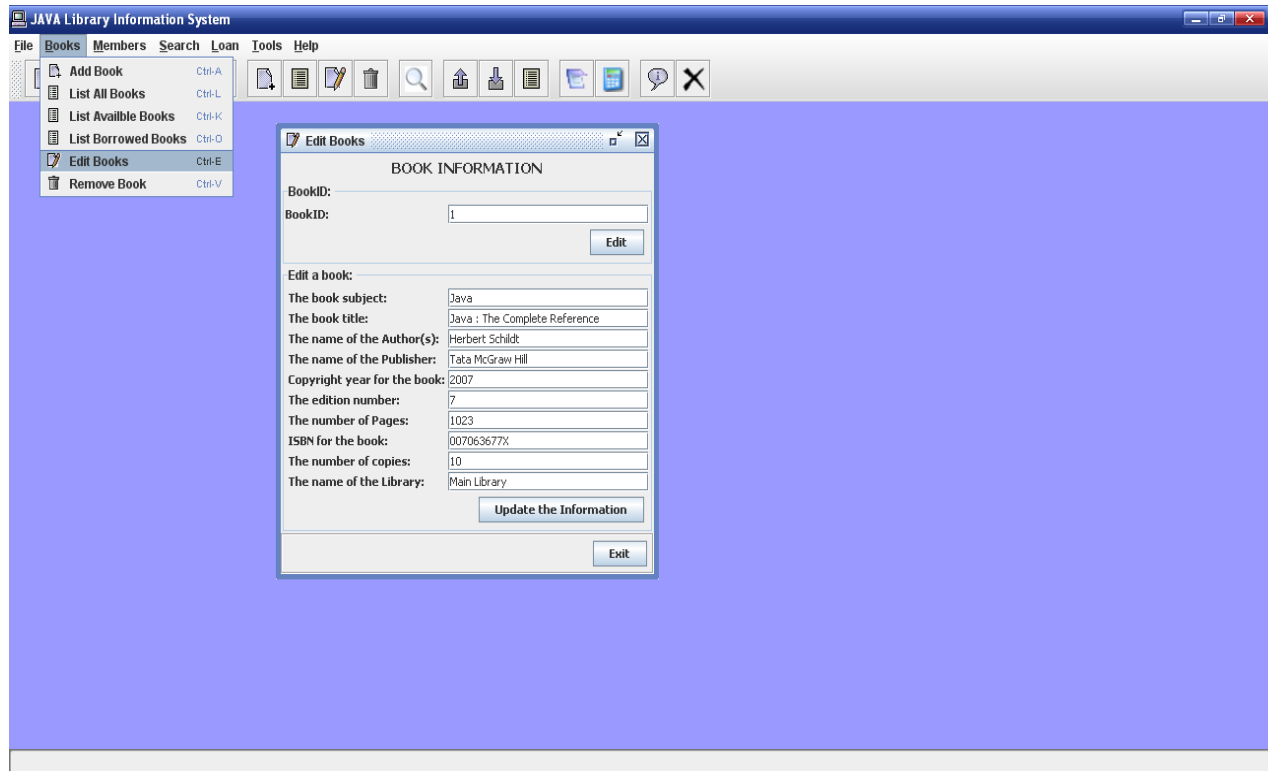 JAVA Library Information System
File Books Members Search Loan Tools Help
Add Book Ctrl-A
List All Books Ctrl-L
List Availble Books Ctrl-K
List Borrowed Books Ctrl-O
Edit Books Ctrl-E
Remove Book Ctrl-V
Edit Books
BOOK INFORMATION
BookID:
BookID: 1
Edit
Edit a book:
The book subject: Java
The book title: Java : The Complete Reference
The name of the Author(s): Herbert Schildt
The name of the Publisher: Tata McGraw Hill
Copyright year for the book: 2007
The edition number: 7
The number of Pages: 1023
ISBN for the book: 007063677X
The number of copies: 10
The name of the Library: Main Library
Update the Information
Exit